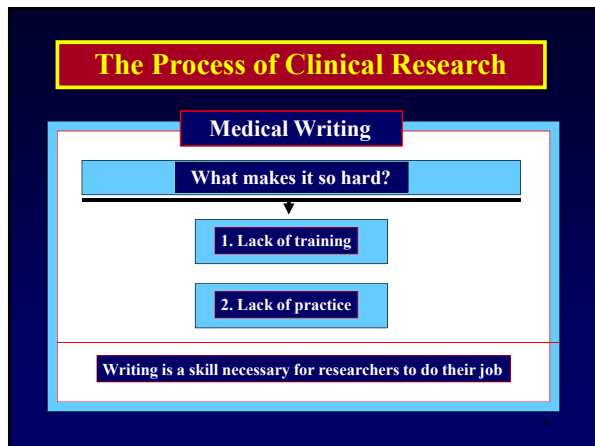 The Process of Clinical Research
Medical Writing
What makes it so hard?
1. Lack of training
2. Lack of practice
Writing is a skill necessary for researchers to do their job